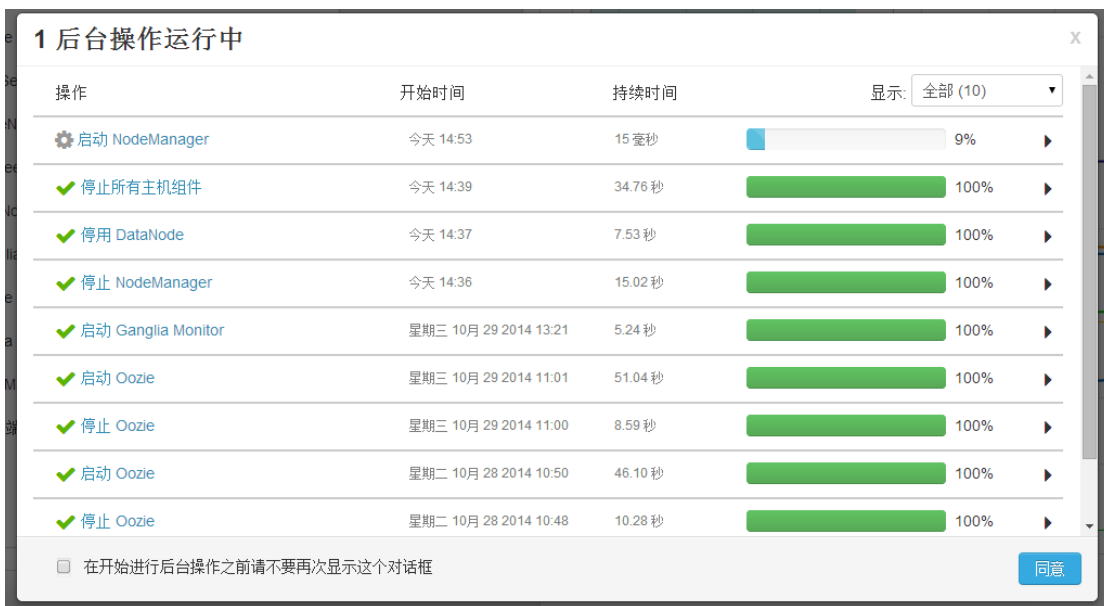 1 后台操作运行中 x
操作 开始时间 持续时间 显示: 全部 (10)
启动 NodeManager 今天 14:53 15 毫秒 9%
停止所有主机组件 今天 14:39 34.76 秒 100%
停用 DataNode 今天 14:37 7.53 秒 100%
停止 NodeManager 今天 14:36 15.02 秒 100%
启动 Ganglia Monitor 星期三 10月 29 2014 13:21 5.24 秒 100%
启动 Oozie 星期三 10月 29 2014 11:01 51.04 秒 100%
停止 Oozie 星期三 10月 29 2014 11:00 8.59 秒 100%
启动 Oozie 星期二 10月 28 2014 10:50 46.10 秒 100%
停止 Oozie 星期二 10月 28 2014 10:48 10.28 秒 100%
在开始进行后台操作之前请不要再次显示这个对话框 同意